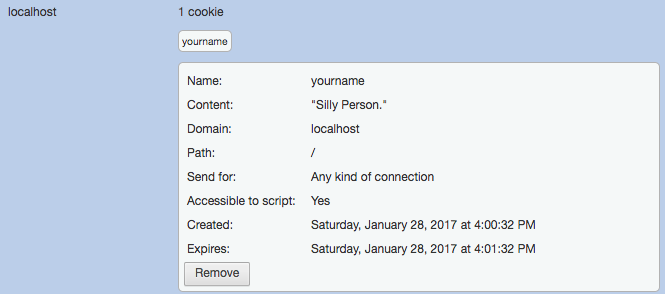 localhost 1 cookie
yourname
Name: yourname
Content: "Silly Person."
Domain: localhost
Path: /
Send for: Any kind of connection
Accessible to script: Yes
Created: Saturday, January 28, 2017 at 4:00:32 PM
Expires: Saturday, January 28, 2017 at 4:01:32 PM
Remove